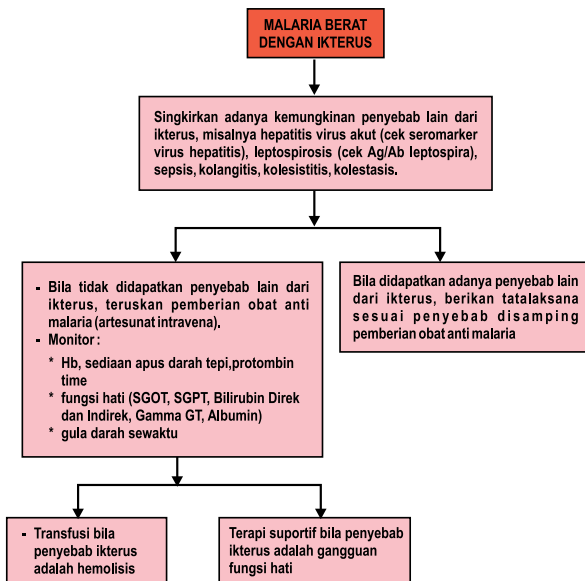 MALARIA BERAT
DENGAN IKTERUS
Singkirkan adanya kemungkinan penyebab lain dari
ikterus, misalnya hepatitis virus akut (cek seromarker
virus hepatitis), leptospirosis (cek Ag/Ab leptospira),
sepsis, kolangitis, kolesistitis, kolestasis.
- Bila tidak didapatkan penyebab lain dari
ikterus, teruskan pemberian obat anti
malaria (artesunat intravena).
- Monitor :
* Hb, sediaan apus darah tepi,protombin
time
* fungsi hati (SGOT, SGPT, Bilirubin Direk
dan Indirek, Gamma GT, Albumin)
* gula darah sewaktu
Bila didapatkan adanya penyebab lain
dari ikterus, berikan tatalaksana
sesuai penyebab disamping
pemberian obat anti malaria
- Transfusi bila
penyebab ikterus
adalah hemolisis
Terapi suportif bila penyebab
ikterus adalah gangguan
fungsi hati